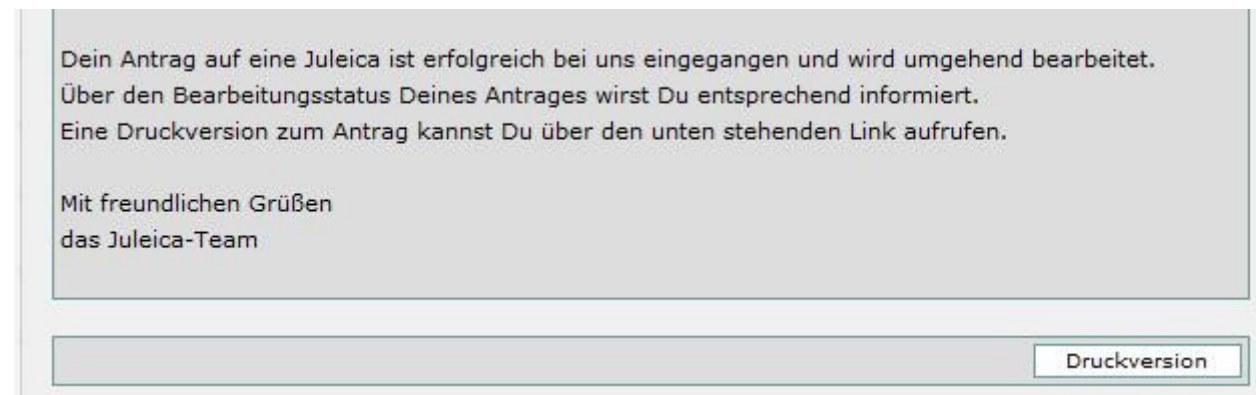 Dein Antrag auf eine Juleica ist erfolgreich bei uns eingegangen und wird umgehend bearbeitet.
Über den Bearbeitungsstatus Deines Antrages wirst Du entsprechend informiert.
Eine Druckversion zum Antrag kannst Du über den unten stehenden Link aufrufen.
Mit freundlichen Grüßen
das Juleica-Team
Druckversion